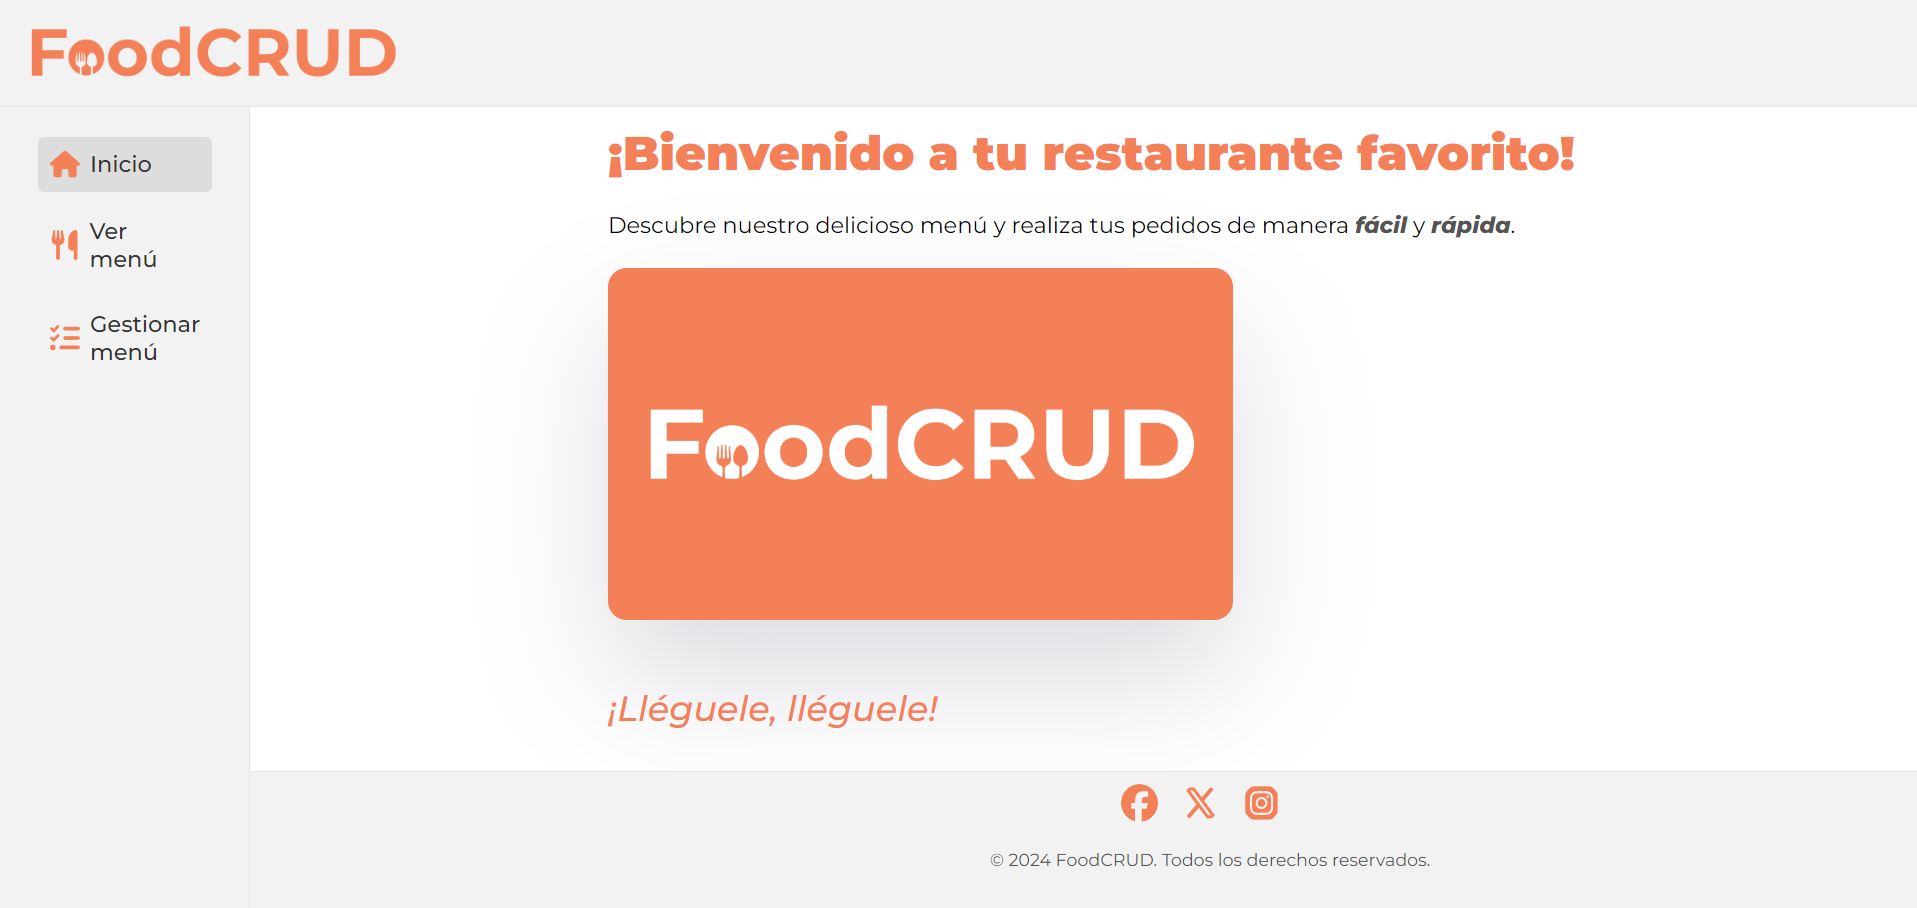 FoodCRUD
Inicio
Ver
menú
Gestionar
menú
¡Bienvenido a tu restaurante favorito!
Descubre nuestro delicioso menú y realiza tus pedidos de manera fácil y rápida.
FoodCRUD
¡Lléguele, lléguele!
© 2024 FoodCRUD. Todos los derechos reservados.